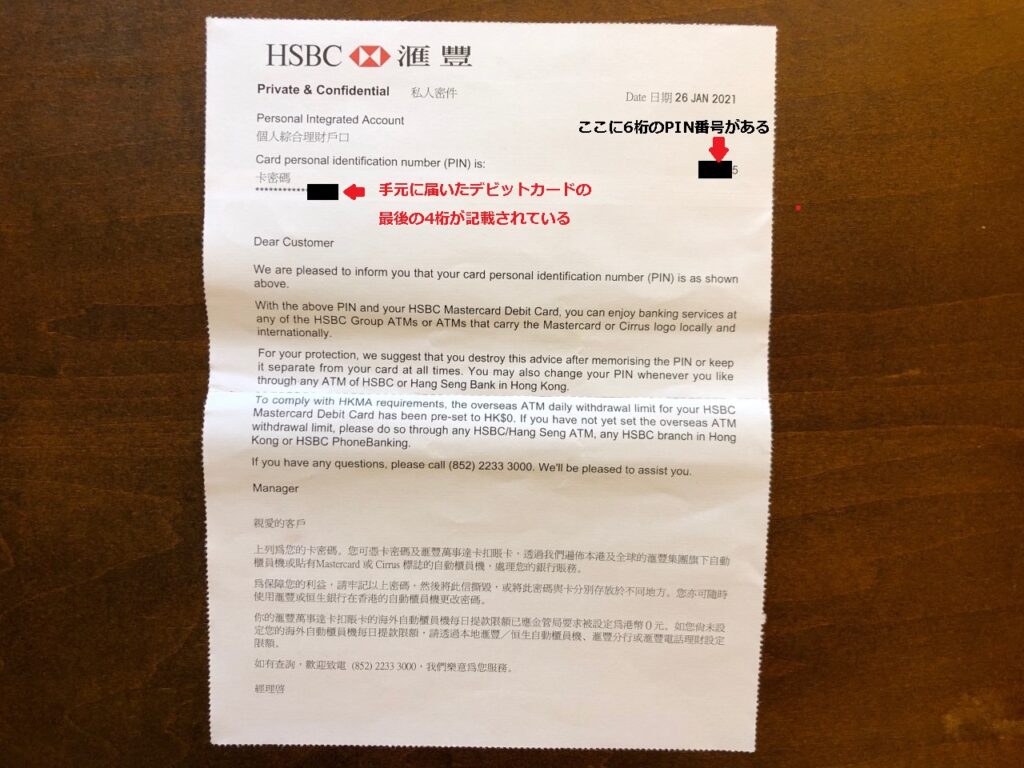 HSBC 滙豐
Private & Confidential 私人密件
Date 日期 26 JAN 2021
Personal Integrated Account
個人綜合理財戶口
ここに6桁のPIN番号がある
Card personal identification number (PIN) is:
卡密碼
5
**************
手元に届いたデビットカードの
最後の4桁が記載されている
Dear Customer
We are pleased to inform you that your card personal identification number (PIN) is as shown
above.
With the above PIN and your HSBC Mastercard Debit Card, you can enjoy banking services at
any of the HSBC Group ATMs or ATMs that carry the Mastercard or Cirrus logo locally and
internationally.
For your protection, we suggest that you destroy this advice after memorising the PIN or keep
it separate from your card at all times. You may also change your PIN whenever you like
through any ATM of HSBC or Hang Seng Bank in Hong Kong.
To comply with HKMA requirements, the overseas ATM daily withdrawal limit for your HSBC
Mastercard Debit Card has been pre-set to HK$0. If you have not yet set the overseas ATM
withdrawal limit, please do so through any HSBC/Hang Seng ATM, any HSBC branch in Hong
Kong or HSBC PhoneBanking.
If you have any questions, please call (852) 2233 3000. We'll be pleased to assist you.
Manager
親愛的客戶
上列爲您的卡密碼。您可憑卡密碼及滙豐萬事達卡扣賬卡，透過我們遍佈本港及全球的滙豐集團旗下自動
櫃員機或貼有Mastercard 或 Cirrus 標誌的自動櫃員機，處理您的銀行服務。
爲保障您的利益，請牢記以上密碼，然後將此信撕毀，或將此密碼與卡分別存放於不同地方。您亦可隨時
使用滙豐或恒生銀行在香港的自動櫃員機更改密碼。
你的滙豐萬事達卡扣賬卡的海外自動櫃員機每日提款限額已應金管局要求被設定爲港幣 0 元。如您尚未設
定您的海外自動櫃員機每日提款限額，請透過本地滙豐／恒生自動櫃員機、滙豐分行或滙豐電話理財設定
限額。
如有查詢，歡迎致電 (852) 2233 3000，我們樂意爲您服務。
經理啓